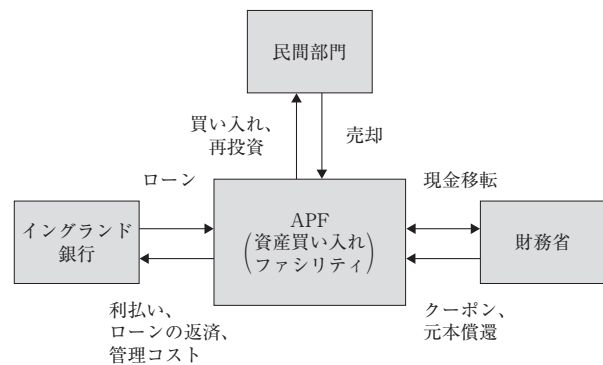 民間部門
買い入れ、
再投資
売却
ローン
現金移転
イングランド
銀行
APF
(資産買い入れ
ファシリティ)
財務省
利払い、
ローンの返済、
管理コスト
クーポン、
元本償還